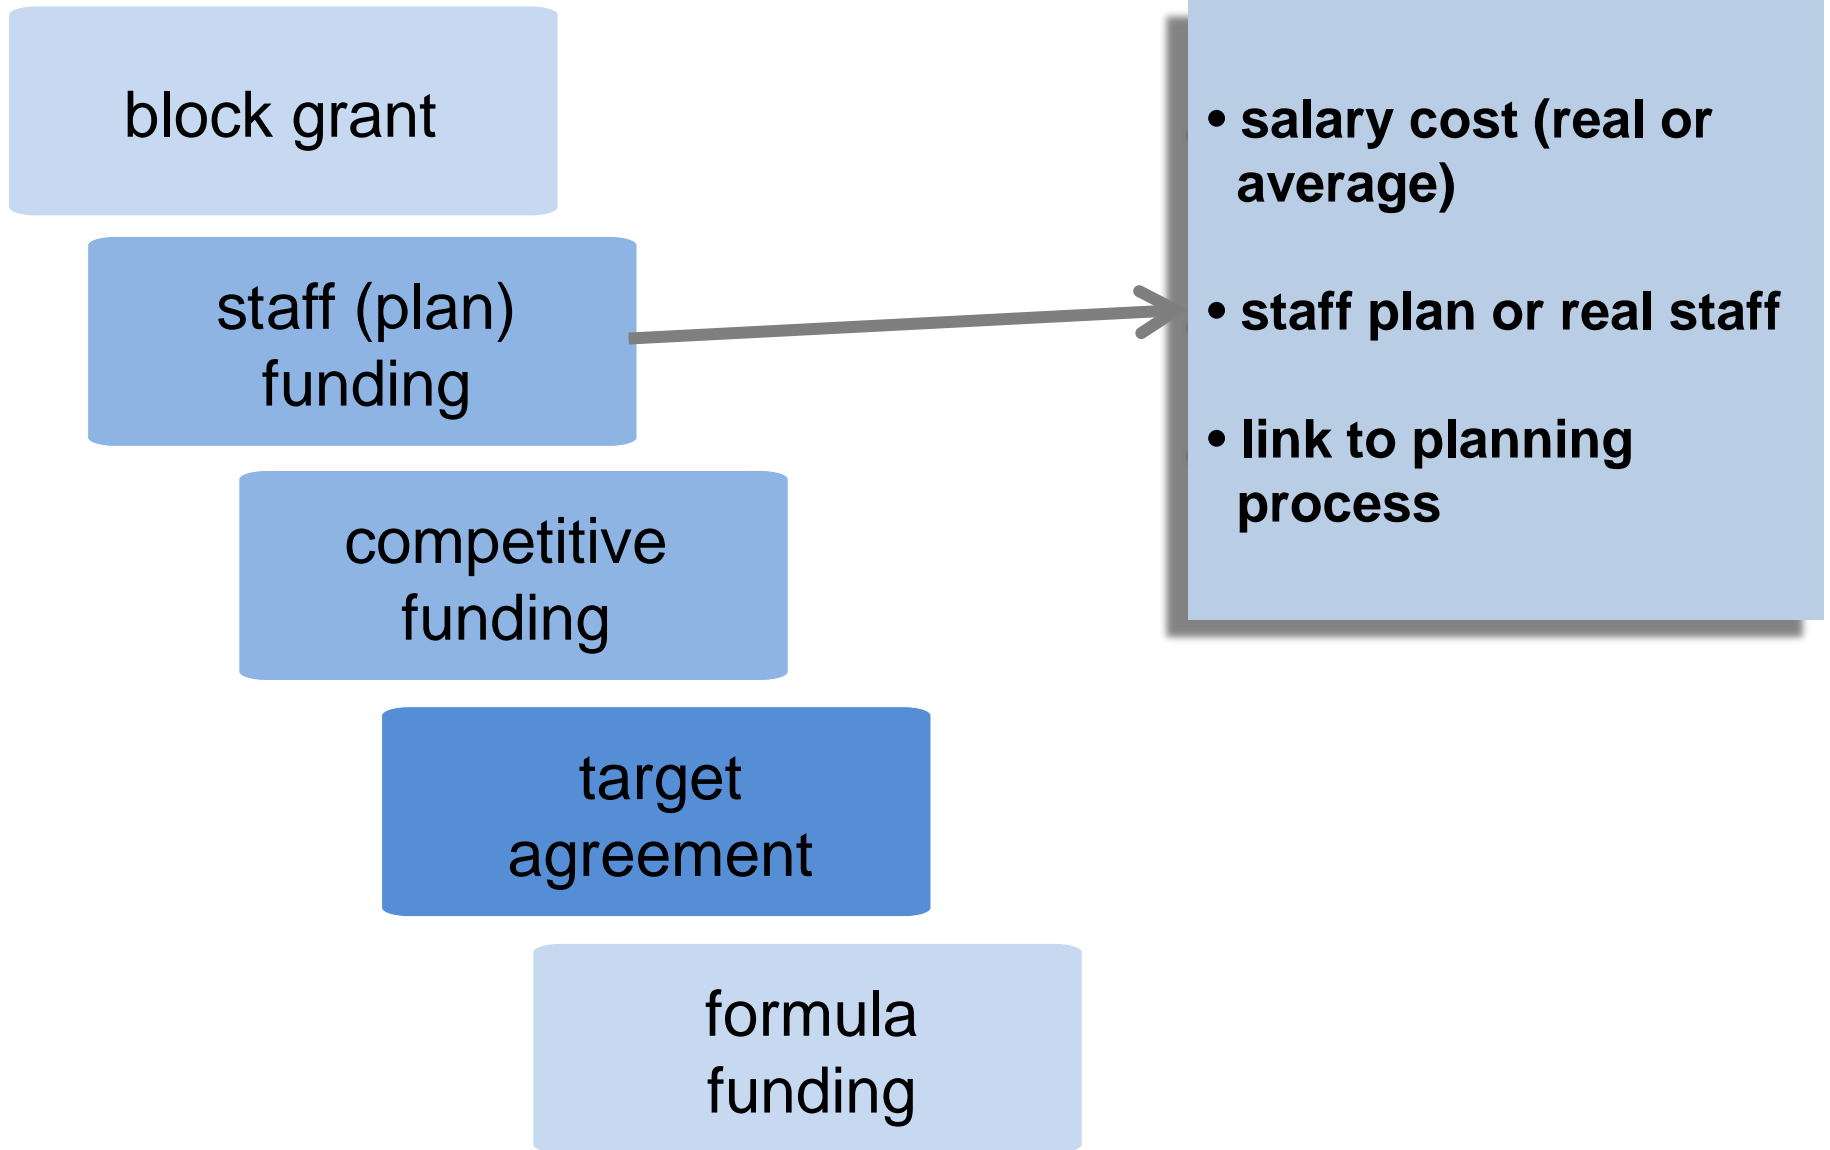 block grant
staff (plan)
funding
competitive
funding
target
agreement
formula
funding
• salary cost (real or
average)
• staff plan or real staff
• link to planning
process